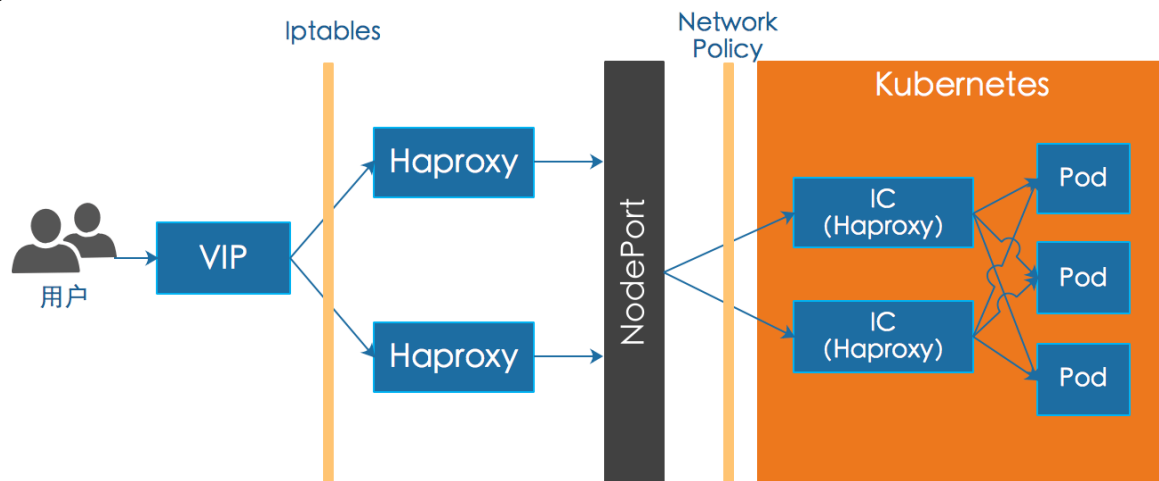 Iptables
Network
Policy
Kubernetes
Haproxy
Pod
IC
(Haproxy)
VIP
NodePort
Pod
用户
IC
(Haproxy)
Haproxy
Pod